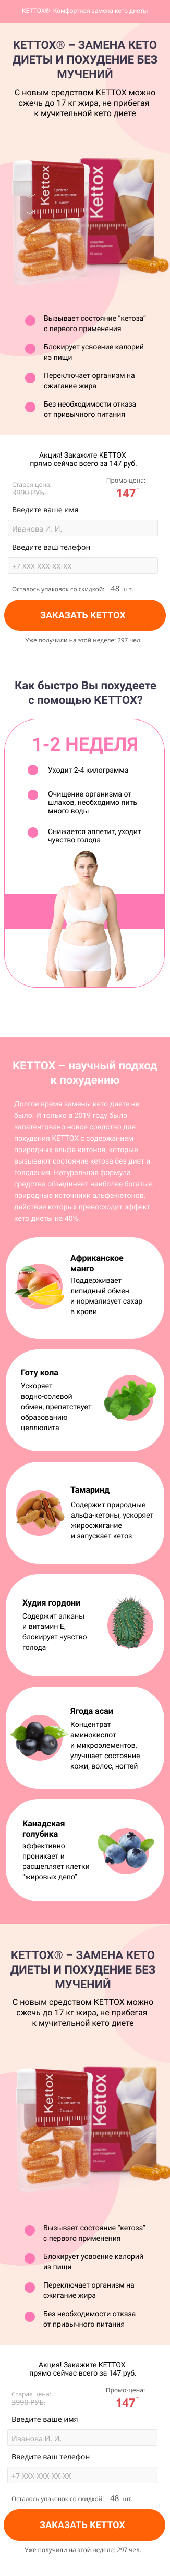 KETTOX® Комфортная замена кето диеты
KETTOX® – ЗАМЕНА КЕТО
ДИЕТЫ И ПОХУДЕНИЕ БЕЗ
МУЧЕНИЙ
С новым средством KETTOX можно
сжечь до 17 кг жира, не прибегая
к мучительной кето диете
Kettox
Средство
для похудения
10 капсул
Kettox
Вызывает состояние "кетоза"
с первого применения
Блокирует усвоение калорий
из пищи
Переключает организм на
сжигание жира
Без необходимости отказа
от привычного питания
Акция! Закажите KETTOX
прямо сейчас всего за 147 руб.
Старая цена:
3990 РУБ.
Промо-цена:
147*
Введите ваше имя
Иванова И. И.
Введите ваш телефон
+7 XXX XXX-XX-XX
Осталось упаковок со скидкой: 48 шт.
ЗАКАЗАТЬ KETTOX
Уже получили на этой неделе: 297 чел.
Как быстро Вы похудеете
с помощью KETTOX?
1-2 НЕДЕЛЯ
Уходит 2-4 килограмма
Очищение организма от
шлаков, необходимо пить
много воды
Снижается аппетит, уходит
чувство голода
KETTOX – научный подход
к похудению
Долгое время замены кето диете не
было. И только в 2019 году было
запатентовано новое средство для
похудения KETTOX с содержанием
природных альфа-кетонов, которые
вызывают состояние кетоза без диет и
голодания. Натуральная формула
средства объединяет наиболее богатые
природные источники альфа-кетонов,
действие которых превосходит эффект
кето диеты на 40%.
Африканское
манго
Поддерживает
липидный обмен
и нормализует сахар
в крови
Готу кола
Ускоряет
водно-солевой
обмен, препятствует
образованию
целлюлита
Тамаринд
Содержит природные
альфа-кетоны, ускоряет
жиросжигание
и запускает кетоз
Худия гордони
Содержит алканы
и витамин Е,
блокирует чувство
голода
Ягода асаи
Концентрат
аминокислот
и микроэлементов,
улучшает состояние
кожи, волос, ногтей
Канадская
голубика
эффективно
проникает и
расщепляет клетки
"жировых депо"
KETTOX® – ЗАМЕНА КЕТО
ДИЕТЫ И ПОХУДЕНИЕ БЕЗ
МУЧЕНИЙ
С новым средством KETTOX можно
сжечь до 17 кг жира, не прибегая
к мучительной кето диете
Kettox
Средство
для похудения
10 капсул
Kettox
Вызывает состояние "кетоза"
с первого применения
Блокирует усвоение калорий
из пищи
Переключает организм на
сжигание жира
Без необходимости отказа
от привычного питания
Акция! Закажите KETTOX
прямо сейчас всего за 147 руб.
Старая цена:
3990 РУБ.
Промо-цена:
147*
Введите ваше имя
Иванова И. И.
Введите ваш телефон
+7 XXX XXX-XX-XX
Осталось упаковок со скидкой: 48 шт.
ЗАКАЗАТЬ KETTOX
Уже получили на этой неделе: 297 чел.